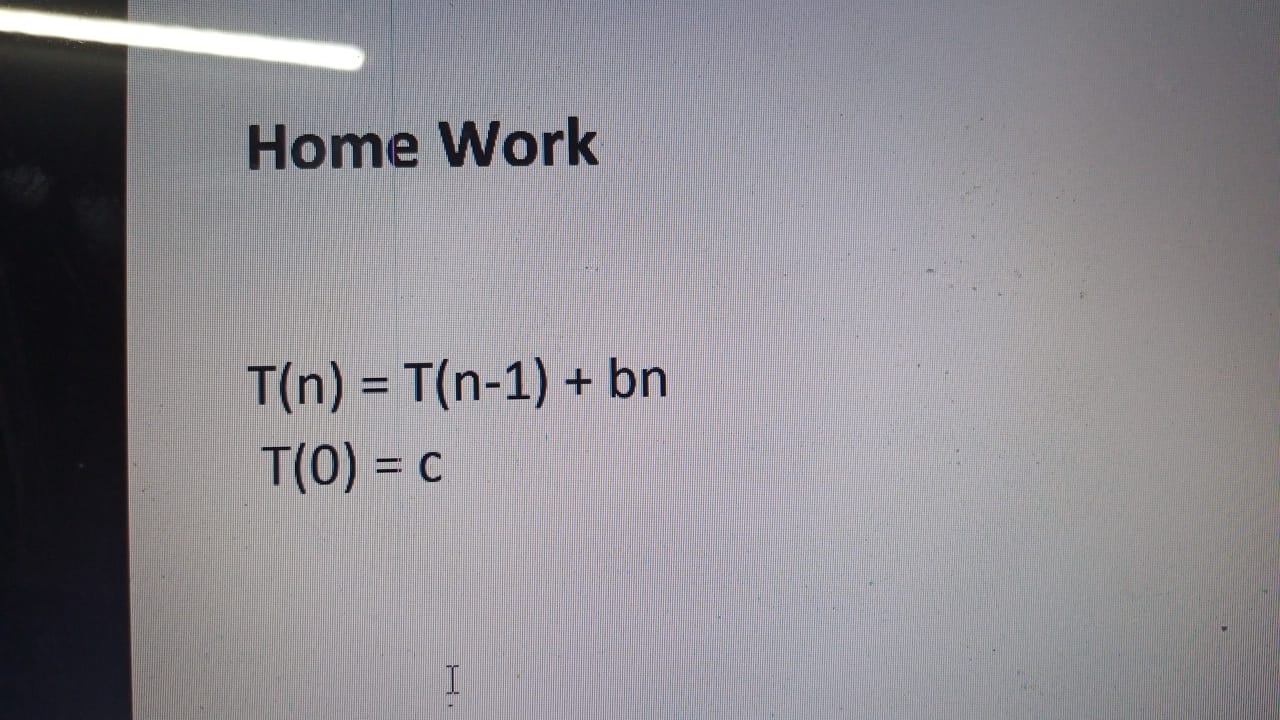 Home Work
T(n) = T(n-1) + bn
T(0) = c